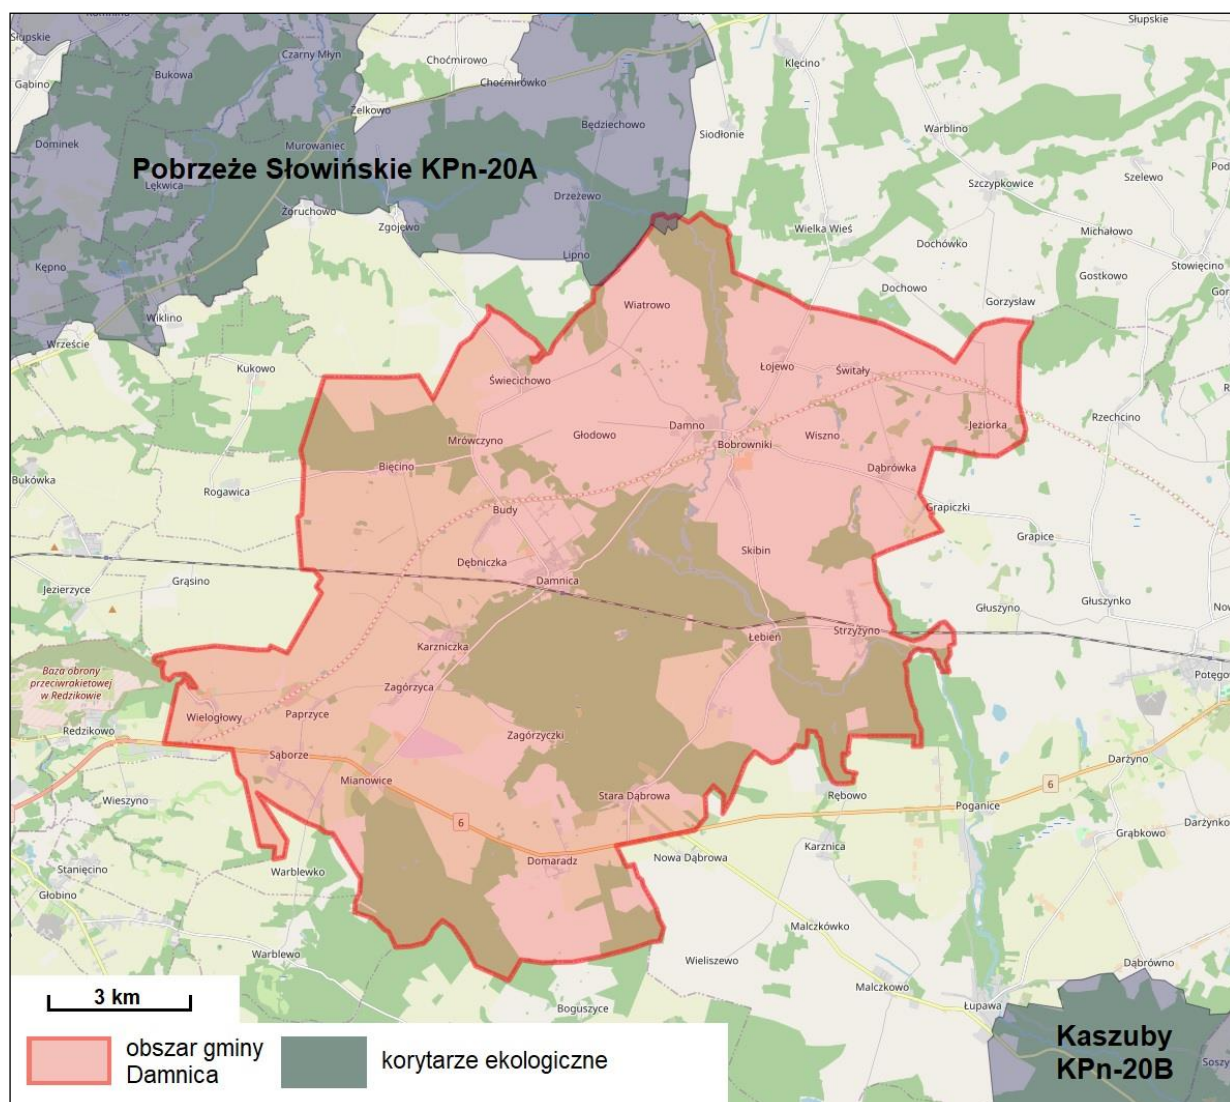 Słupskie
Gąbino
Bukowa
Czarny Młyn
Choćmirowo
Choćmirówko
Klęcino
Słupskie
Żelkowo
Będziechowo
Siodłonie
Warblino
Dominek
Murowaniec
Pobrzeże Słowińskie KPn-20A
Lękwica
Drzeżewo
Szczypkowice
Szelewo
Żoruchowo
Zgojewo
Wielka Wieś
Michałowo
Kępno
Lipno
Dochówko
Stowięcino
Gostkowo
Dochowo
Gorzysław
Wiklino
Wiatrowo
Wrzeście
Kukowo
Świecichowo
Łojewo
Świtały
Rzechcino
Damno
Jeziorka
Mrówczyno
Głodowo
Bobrowniki
Wiszno
Bięcino
Dąbrówka
Bukówka
Rogawica
Budy
Grapiczki
Grapice
Skibin
Dębniczka
Damnica
Grąsino
Jezierzyce
Głuszyno
Głuszynko
Łebień
Strzyżyno
Karzniczka
Baza obrony
przeciwrakietowej
w Redzikowie
Zagórzyca
Wielogłowy
Paprzyce
Redzikowo
Zagórzyczki
Sąborze
Darżyno
Mianowice
6
Stara Dąbrowa
Rębowo
Wieszyno
Poganice
6
Darżynko
Grąbkowo
Karznica
Domaradz
Nowa Dąbrowa
Stanięcino
Warblewko
Globino
Malczkówko
Warblewo
Wieliszewo
Dąbrówno
Malczkowo
3 km
Boguszyce
Łupawa
obszar gminy
Damnica
korytarze ekologiczne
Kaszuby
KPn-20B